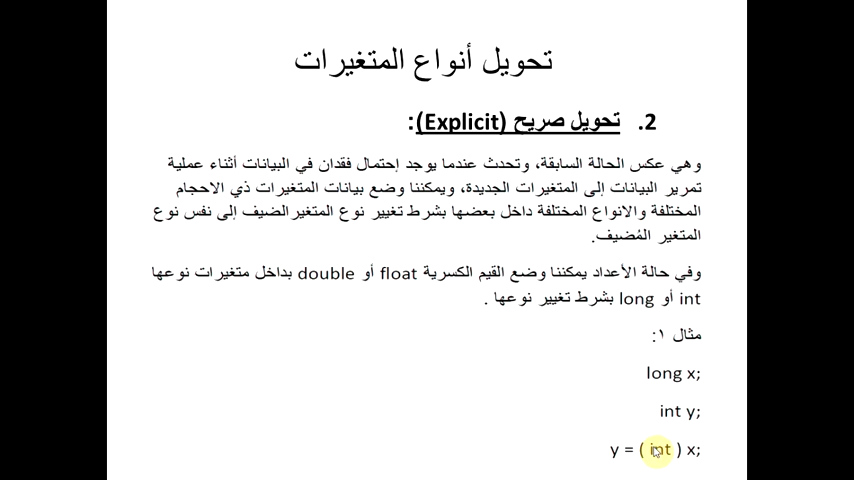 تحويل أنواع المتغيرات
2. تحويل صريح (Explicit):
وهي عكس الحالة السابقة، وتحدث عندما يوجد إحتمال فقدان في البيانات أثناء عملية
تمرير البيانات إلى المتغيرات الجديدة، ويمكننا وضع بيانات المتغيرات ذي الاحجام
المختلفة والانواع المختلفة داخل بعضها بشرط تغيير نوع المتغيرالضيف إلى نفس نوع
المتغير المُضيف.
وفي حالة الأعداد يمكننا وضع القيم الكسرية float أو double بداخل متغيرات نوعها
int أو long بشرط تغيير نوعها .
مثال ١:
long x;
int y;
y = ( int ) x;